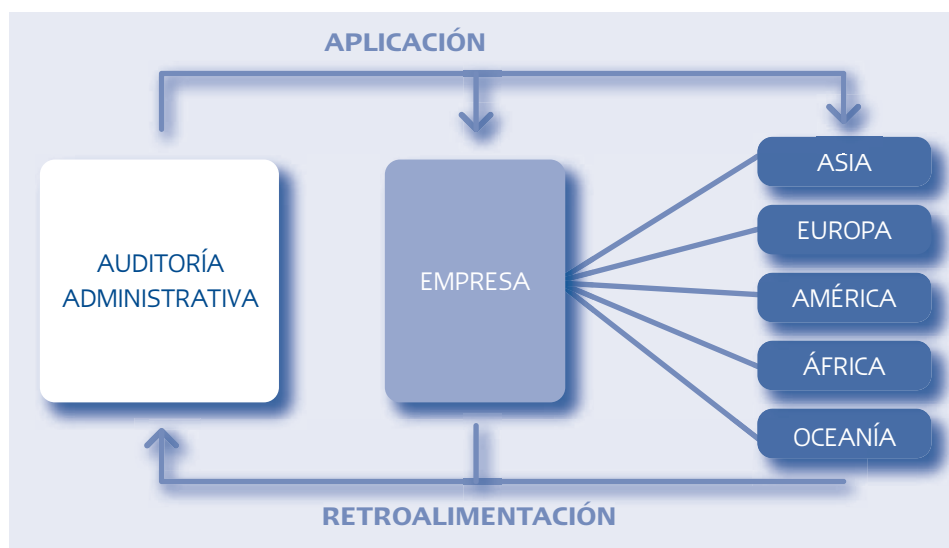 APLICACIÓN
AUDITORÍA
ADMINISTRATIVA
EMPRESA
ASIA
EUROPA
AMÉRICA
ÁFRICA
OCEANÍA
RETROALIMENTACIÓN